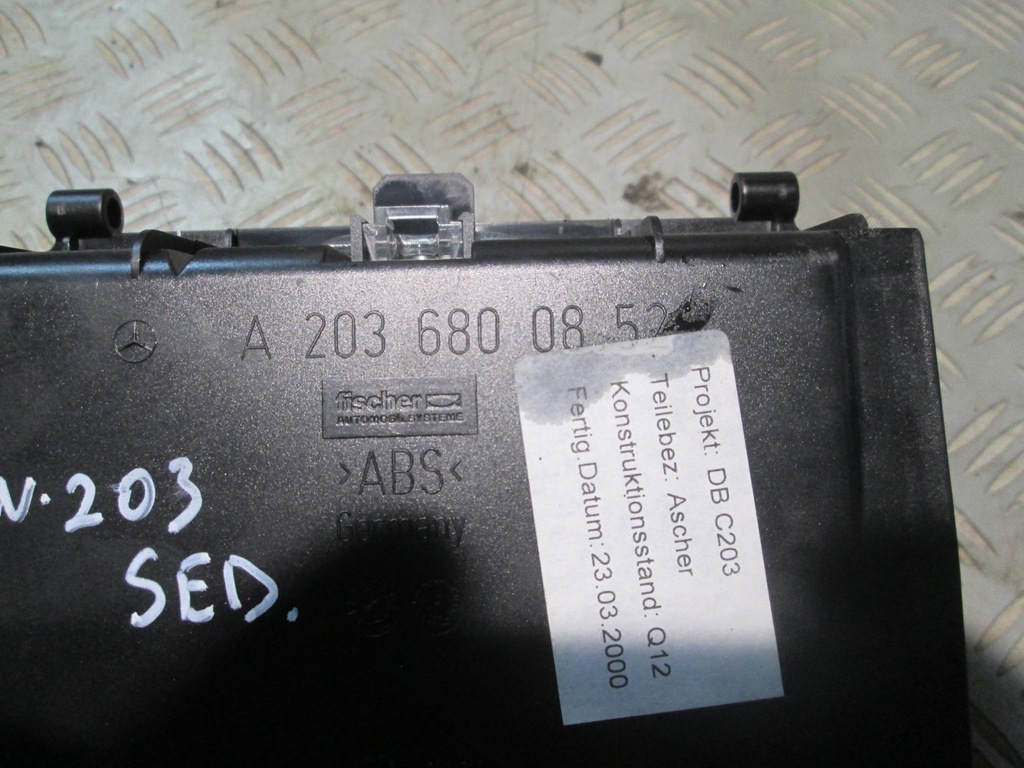 A 203 680 08 52
fischer
AUTOMOBILSYSTEME
>ABS<
Germany
W.203
SED.
Projekt: DB C203
Teilebez: Ascher
Konstruktionsstand: Q12
Fertig.Datum:23.03.2000